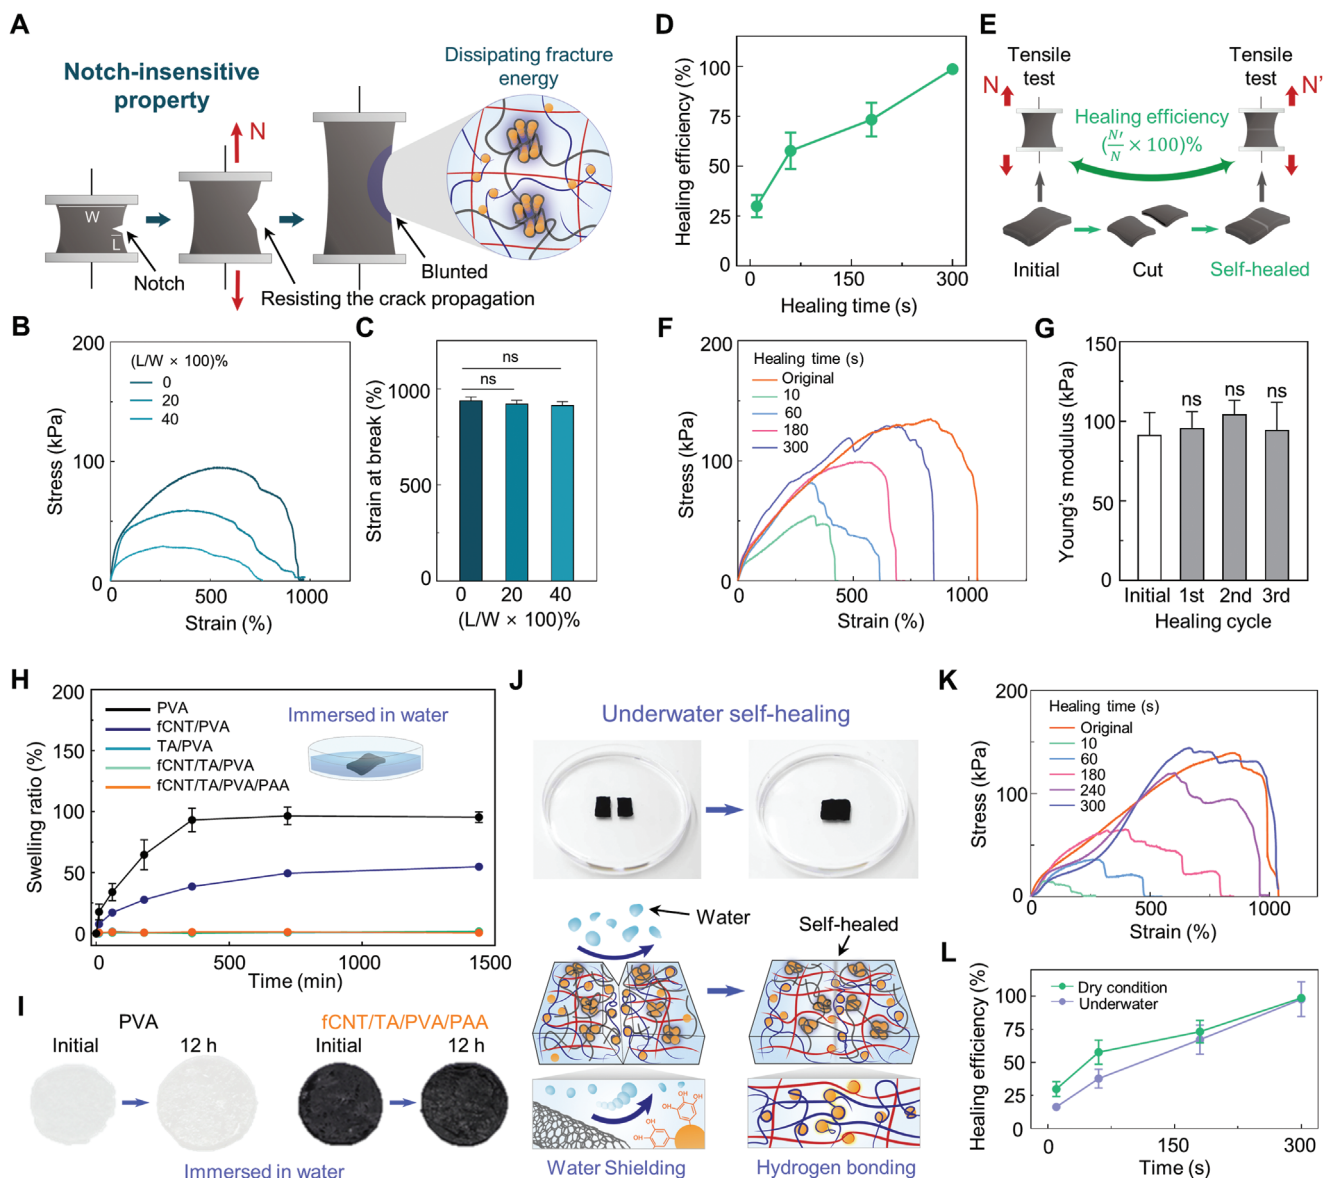 A
Notch-insensitive
property
Dissipating fracture
energy
N
W
L
Notch
Resisting the crack propagation
Blunted
D
Healing efficiency (%)
100
75
50
25
0
0
150
300
Healing time (s)
E
Tensile
test
Tensile
test
N
N'
Healing efficiency
(N'/N × 100)%
Initial
Cut
Self-healed
B
Stress (kPa)
200
100
0
(L/W × 100)%
0
20
40
0
500
1000
Strain (%)
C
Strain at break (%)
1000
500
0
ns
ns
0
20
40
(L/W × 100)%
F
Stress (kPa)
200
100
0
Healing time (s)
Original
10
60
180
300
0
500
1000
Strain (%)
G
Young's modulus (kPa)
150
100
50
0
ns
ns
ns
Initial
1st
2nd
3rd
Healing cycle
H
Swelling ratio (%)
200
150
100
50
0
PVA
fCNT/PVA
TA/PVA
fCNT/TA/PVA
fCNT/TA/PVA/PAA
Immersed in water
0
500
1000
1500
Time (min)
I
PVA
fCNT/TA/PVA/PAA
Initial
12 h
Initial
12 h
Immersed in water
J
Underwater self-healing
Water
Self-healed
OH
HO
HO
OH
HO
HO
Water Shielding
Hydrogen bonding
K
Stress (kPa)
200
100
0
Healing time (s)
Original
10
60
180
240
300
0
500
1000
Strain (%)
L
Healing efficiency (%)
100
75
50
25
0
Dry condition
Underwater
0
150
300
Time (s)